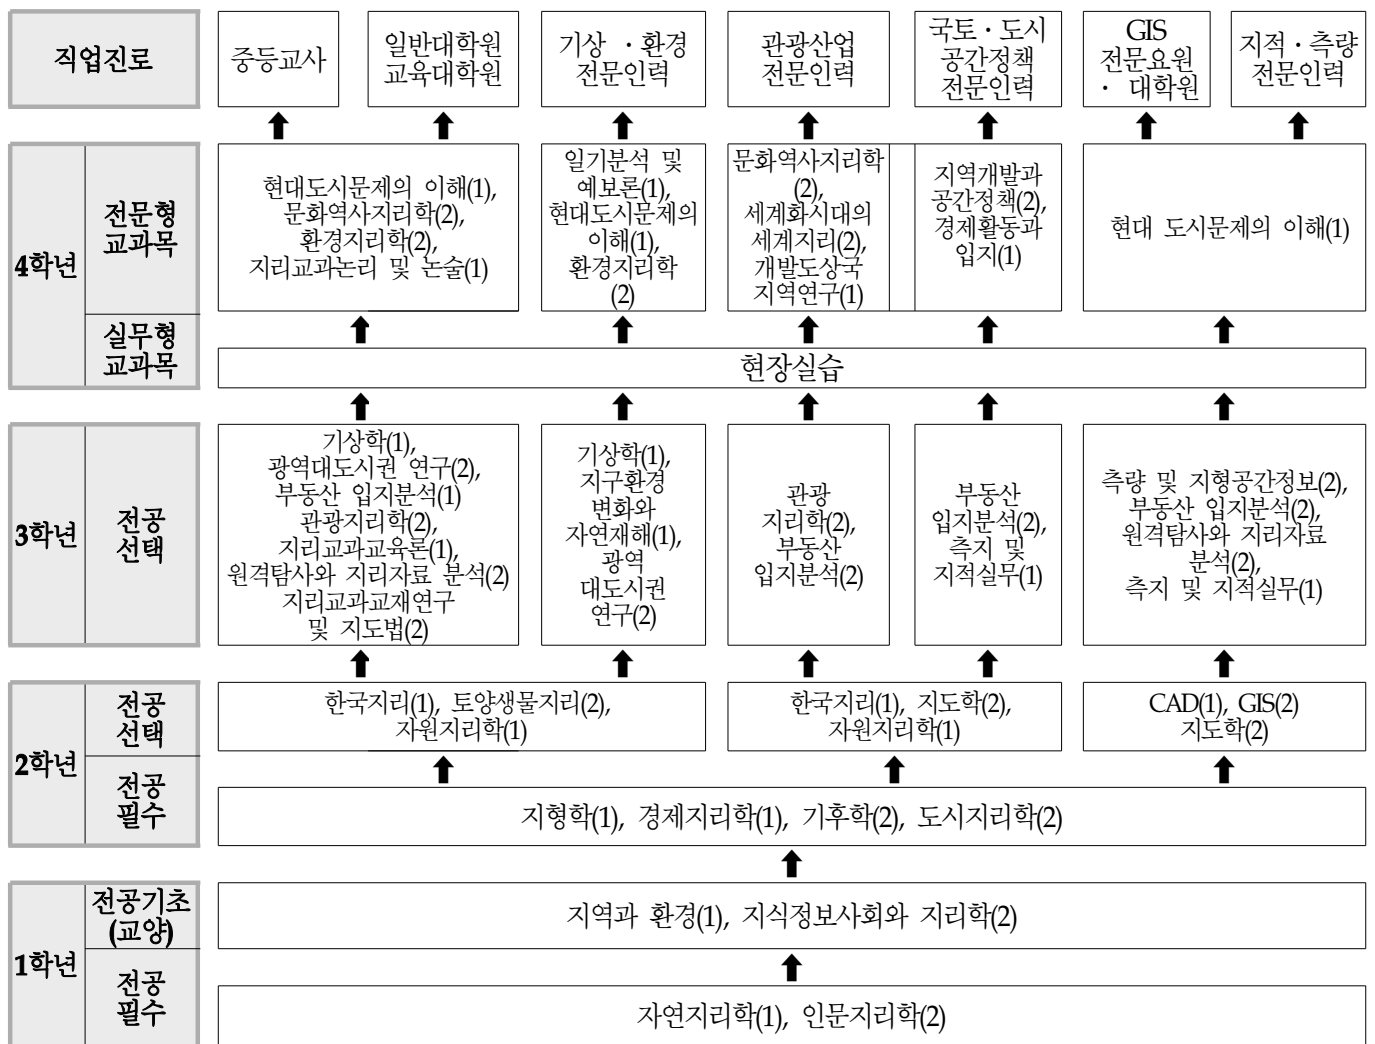 직업진로
중등교사
일반대학원
교육대학원
기상 ・환경
전문인력
관광산업
전문인력
국토・도시
공간정책
전문인력
GIS
전문요원
・ 대학원
지적・측량
전문인력
4학년
전문형
교과목
현대도시문제의 이해(1),
문화역사지리학(2),
환경지리학(2),
지리교과논리 및 논술(1)
일기분석 및
예보론(1),
현대도시문제의
이해(1),
환경지리학
(2)
문화역사지리학
(2),
세계화시대의
세계지리(2),
개발도상국
지역연구(1)
지역개발과
공간정책(2),
경제활동과
입지(1)
현대 도시문제의 이해(1)
실무형
교과목
현장실습
3학년
전공
선택
기상학(1),
광역대도시권 연구(2),
부동산 입지분석(1)
관광지리학(2),
지리교과교육론(1),
원격탐사와 지리자료 분석(2)
지리교과교재연구
및 지도법(2)
기상학(1),
지구환경
변화와
자연재해(1),
광역
대도시권
연구(2)
관광
지리학(2),
부동산
입지분석(2)
부동산
입지분석(2),
측지 및
지적실무(1)
측량 및 지형공간정보(2),
부동산 입지분석(2),
원격탐사와 지리자료
분석(2),
측지 및 지적실무(1)
2학년
전공
선택
한국지리(1), 토양생물지리(2),
자원지리학(1)
한국지리(1), 지도학(2),
자원지리학(1)
CAD(1), GIS(2)
지도학(2)
전공
필수
지형학(1), 경제지리학(1), 기후학(2), 도시지리학(2)
1학년
전공기초
(교양)
지역과 환경(1), 지식정보사회와 지리학(2)
전공
필수
자연지리학(1), 인문지리학(2)